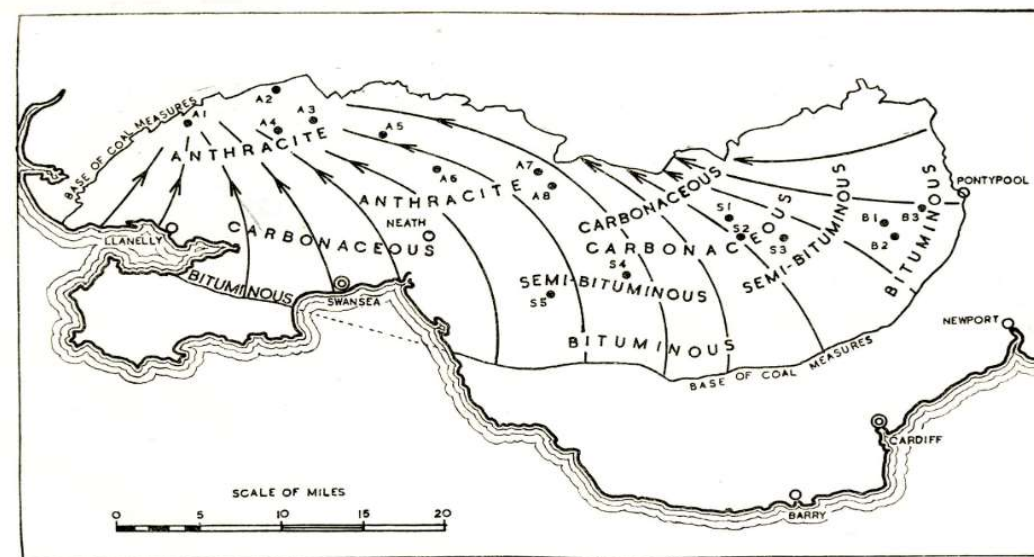 A2
A1
A3
A4
A5
BASE OF COAL MEASURES
ANTHRACITE
A6
A7
A8
ANTHRACITE
NEATH
CARBONACEOUS
CARBONACEOUS
S1
S2
S3
S4
S5
SEMI-BITUMINOUS
SEMI-BITUMINOUS
B1
B2
B3
BITUMINOUS
PONTYPOOL
LLANELLY
CARBONACEOUS
BITUMINOUS
SWANSEA
BITUMINOUS
BASE OF COAL MEASURES
NEWPORT
CARDIFF
BARRY
SCALE OF MILES
0 5 10 15 20